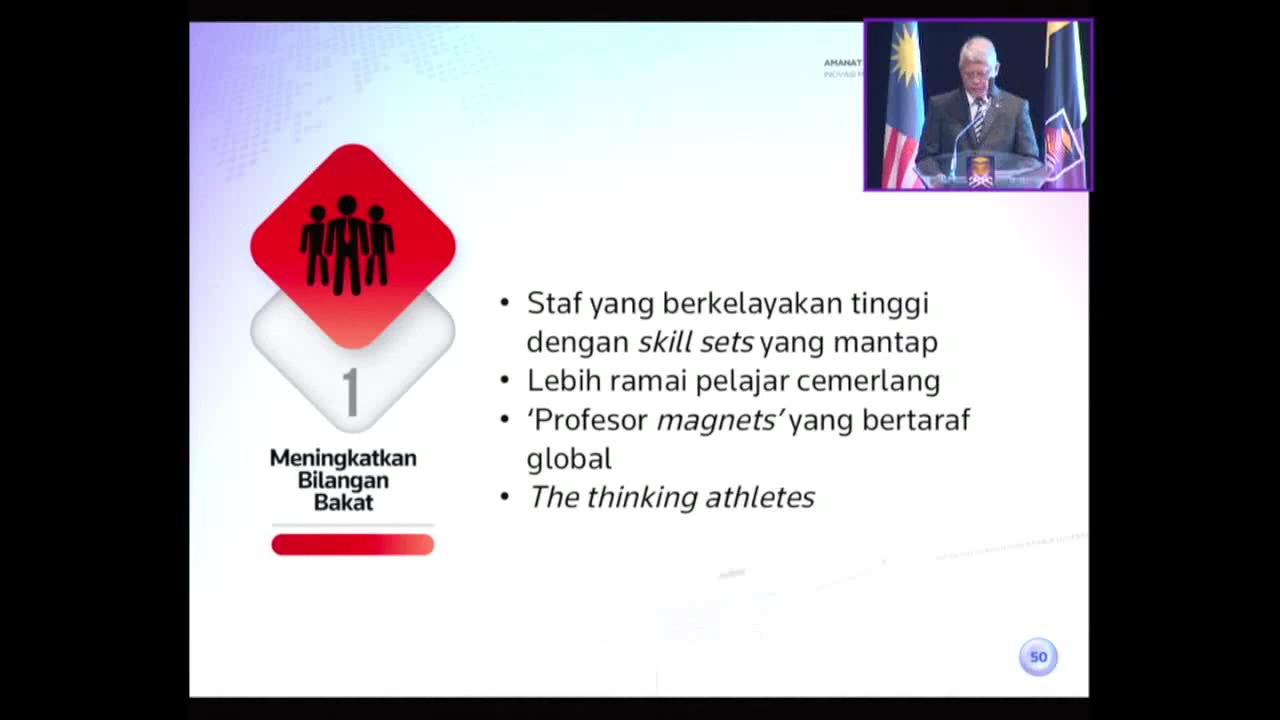 AMANAT
INOVASI M
1
Meningkatkan
Bilangan
Bakat
• Staf yang berkelayakan tinggi
dengan skill sets yang mantap
• Lebih ramai pelajar cemerlang
• ‘Profesor magnets’ yang bertaraf
global
• The thinking athletes
50